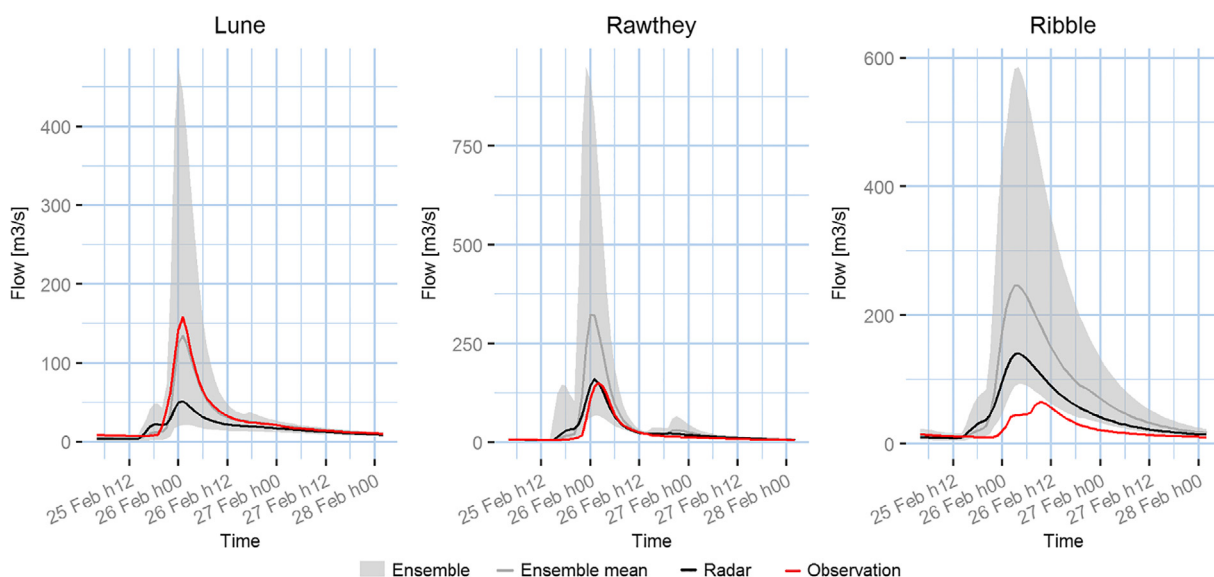 Lune
Rawthey
Ribble
Flow [m3/s]
400
300
200
100
0
25 Feb h12
26 Feb h00
26 Feb h12
27 Feb h00
27 Feb h12
28 Feb h00
Time
Flow [m3/s]
750
500
250
0
25 Feb h12
26 Feb h00
26 Feb h12
27 Feb h00
27 Feb h12
28 Feb h00
Time
Flow [m3/s]
600
400
200
0
25 Feb h12
26 Feb h00
26 Feb h12
27 Feb h00
27 Feb h12
28 Feb h00
Time
Ensemble Ensemble mean Radar Observation